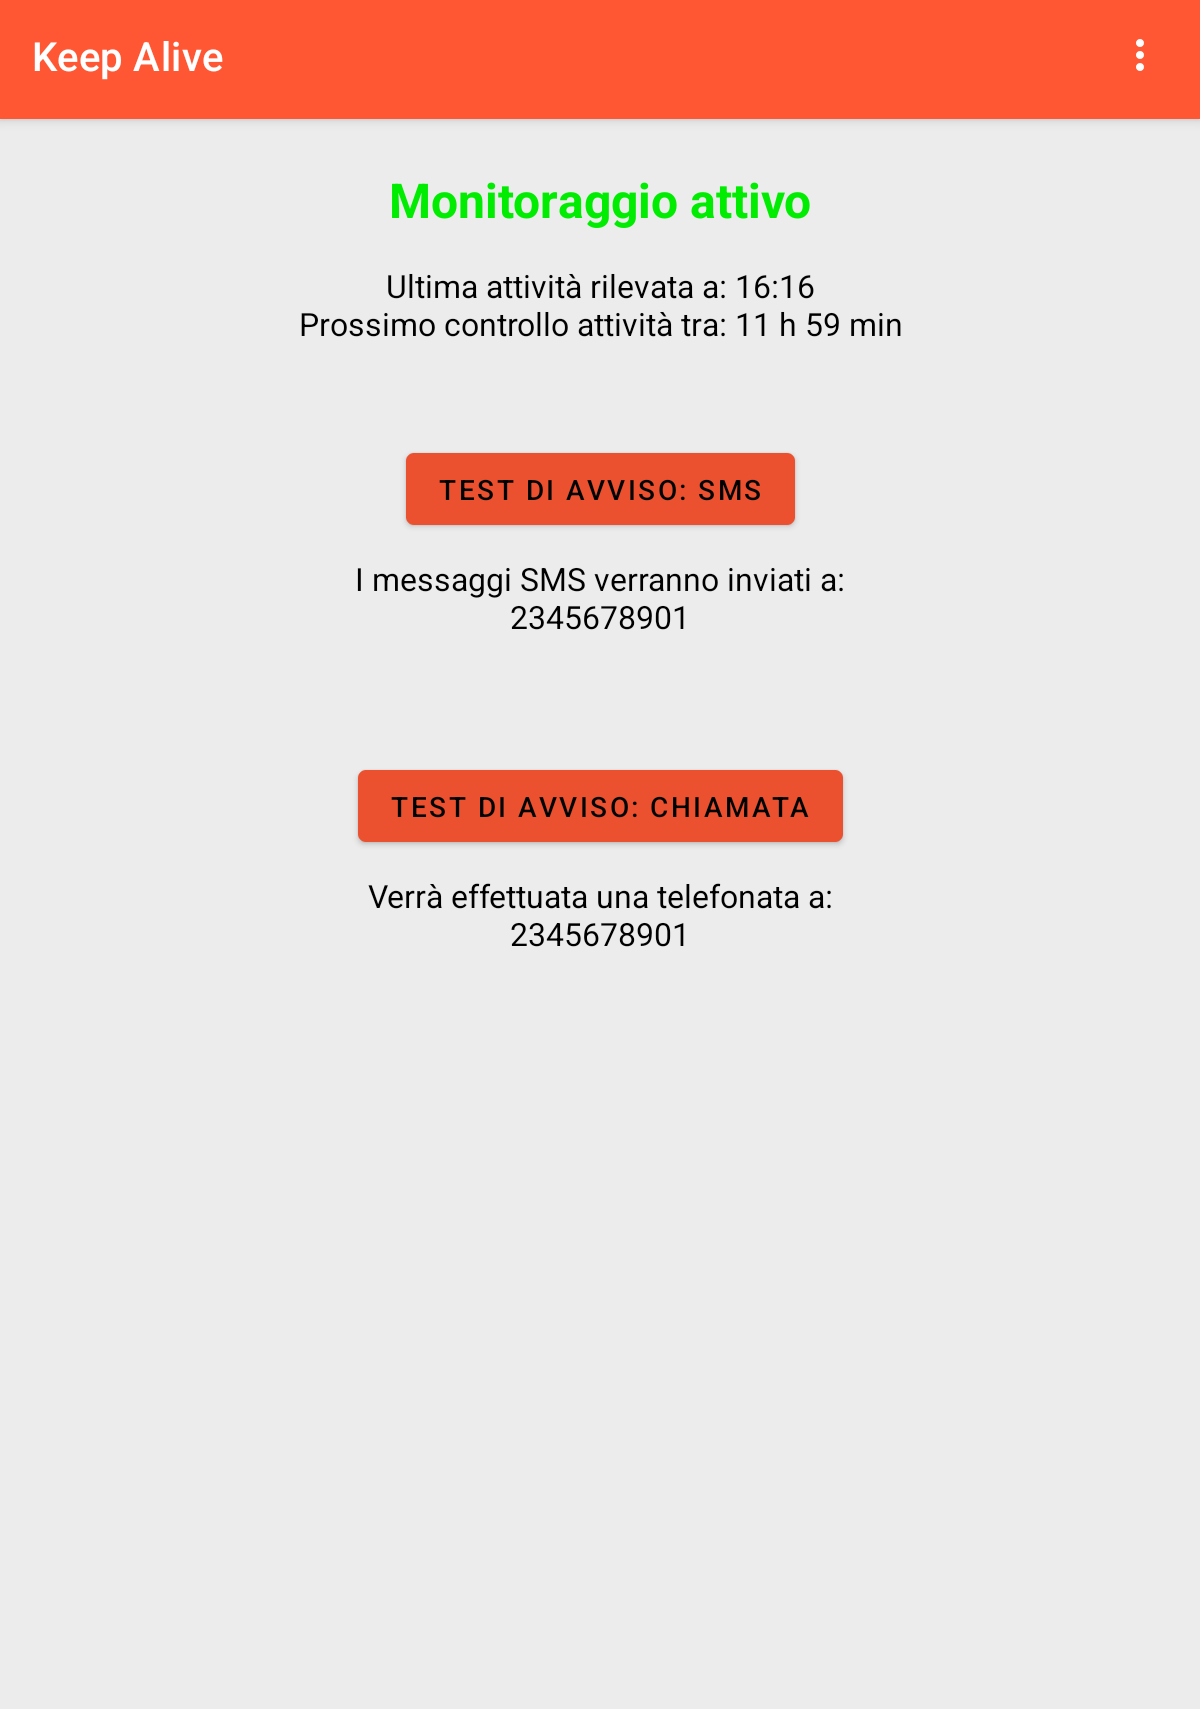 Keep Alive
Monitoraggio attivo
Ultima attività rilevata a: 16:16
Prossimo controllo attività tra: 11 h 59 min
TEST DI AVVISO: SMS
I messaggi SMS verranno inviati a:
2345678901
TEST DI AVVISO: CHIAMATA
Verrà effettuata una telefonata a:
2345678901